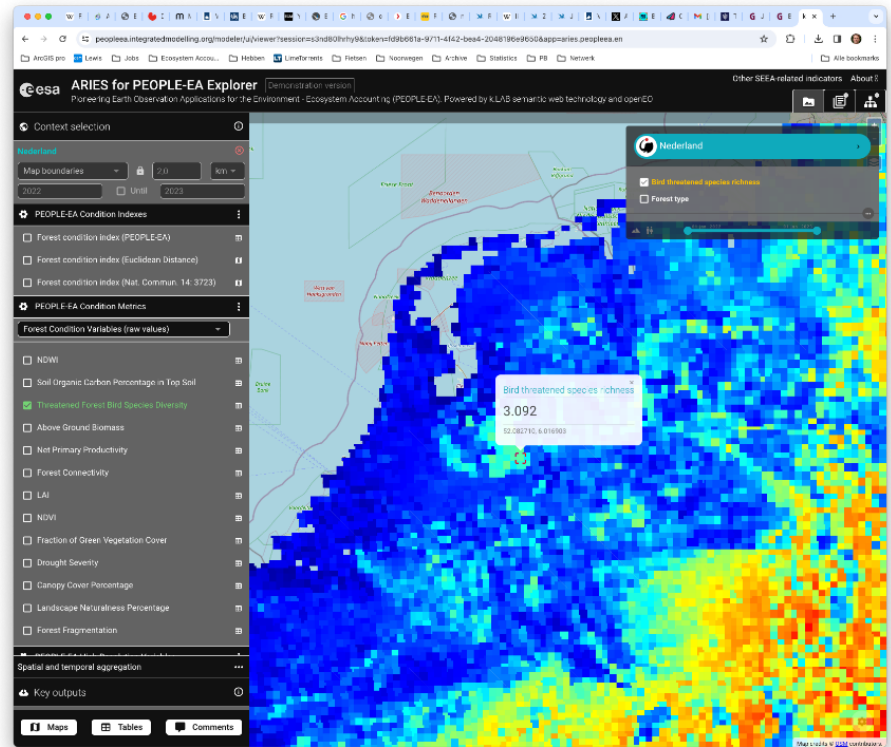 peopleea.integratedmodelling.org/modeler/ui/viewer?session=s3nd80lhrhy9&token=fd9b661a-9711-4f42-bea4-2048196e9650&app=aries.peopleea.en
ArcGIS pro Lewis Jobs Ecosystem Accou... Hebben LimeTorrents Fietsen Noorwegen Archive Statistics PB Netwerk All Bookmarks
esa ARIES for PEOPLE-EA Explorer Demonstration version Other SEEA-related indicators About
Pioneering Earth Observation Applications for the Environment - Ecosystem Accounting (PEOPLE-EA). Powered by k.LAB semantic web technology and openEO
Context selection
Nederland
Map boundaries 2,0 km
2022 Until 2023
PEOPLE-EA Condition Indexes
Forest condition index (PEOPLE-EA)
Forest condition index (Euclidean Distance)
Forest condition index (Nat. Commun. 14: 3723)
PEOPLE-EA Condition Metrics
Forest Condition Variables (raw values)
NDWI
Soil Organic Carbon Percentage in Top Soil
Threatened Forest Bird Species Diversity
Above Ground Biomass
Net Primary Productivity
Forest Connectivity
LAI
NDVI
Fraction of Green Vegetation Cover
Drought Severity
Canopy Cover Percentage
Landscape Naturalness Percentage
Forest Fragmentation
Spatial and temporal aggregation
Key outputs
Maps Tables Comments
Nederland
Bird threatened species richness
Forest type
Bird threatened species richness
3.092
52.082710, 6.016903
Bruine Bank
Map credits © OSM contributors